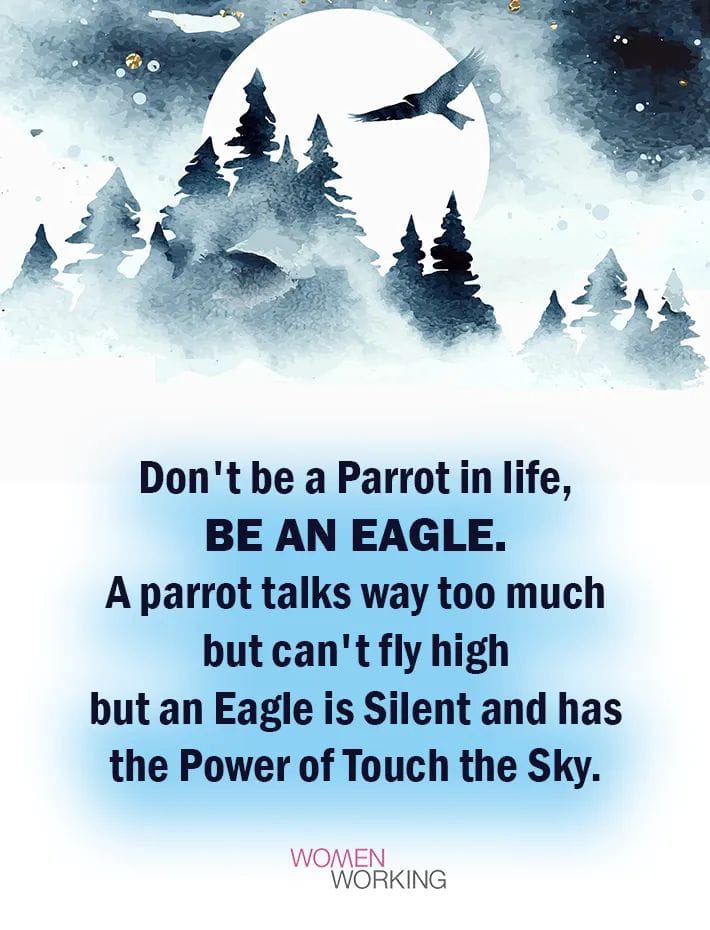 Don't be a Parrot in life,
BE AN EAGLE.
A parrot talks way too much
but can't fly high
but an Eagle is Silent and has
the Power of Touch the Sky.
WOMEN
WORKING